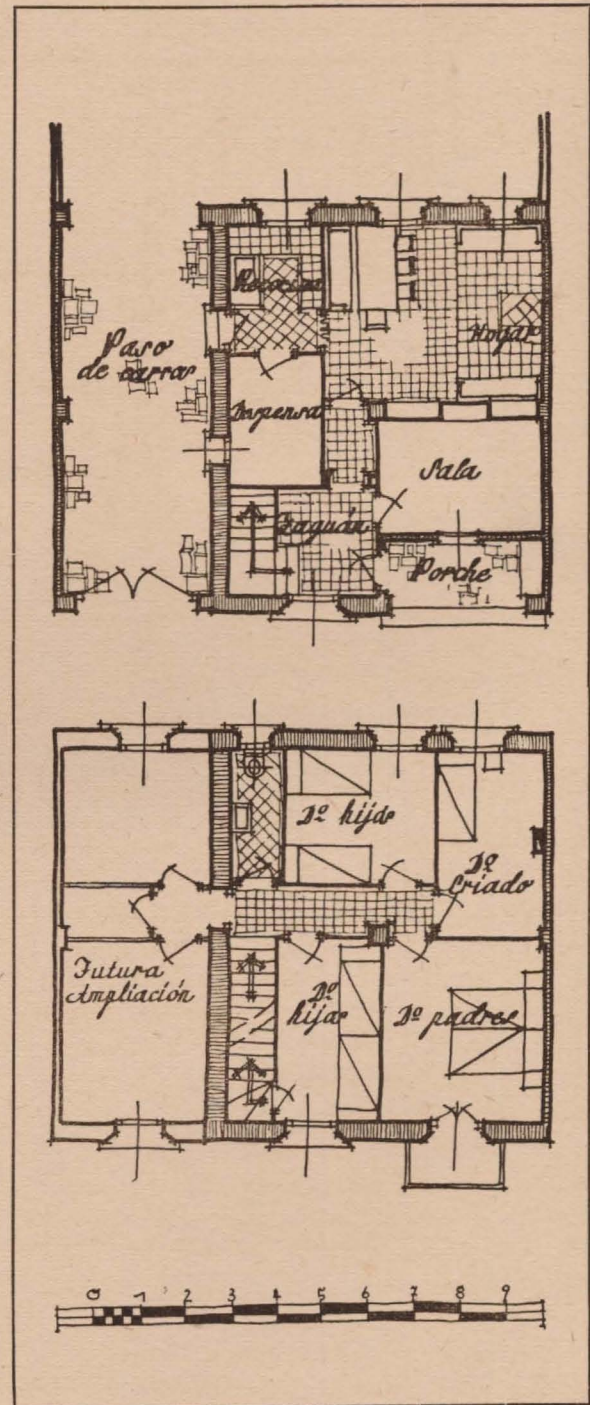 Recocina
Hogar
Paso
de carros
Despensa
Sala
Zaguán
Porche
Dº hijos
Dº
Criado
Futura
Ampliación
Dº
hijas
Dº padres
0 1 2 3 4 5 6 7 8 9